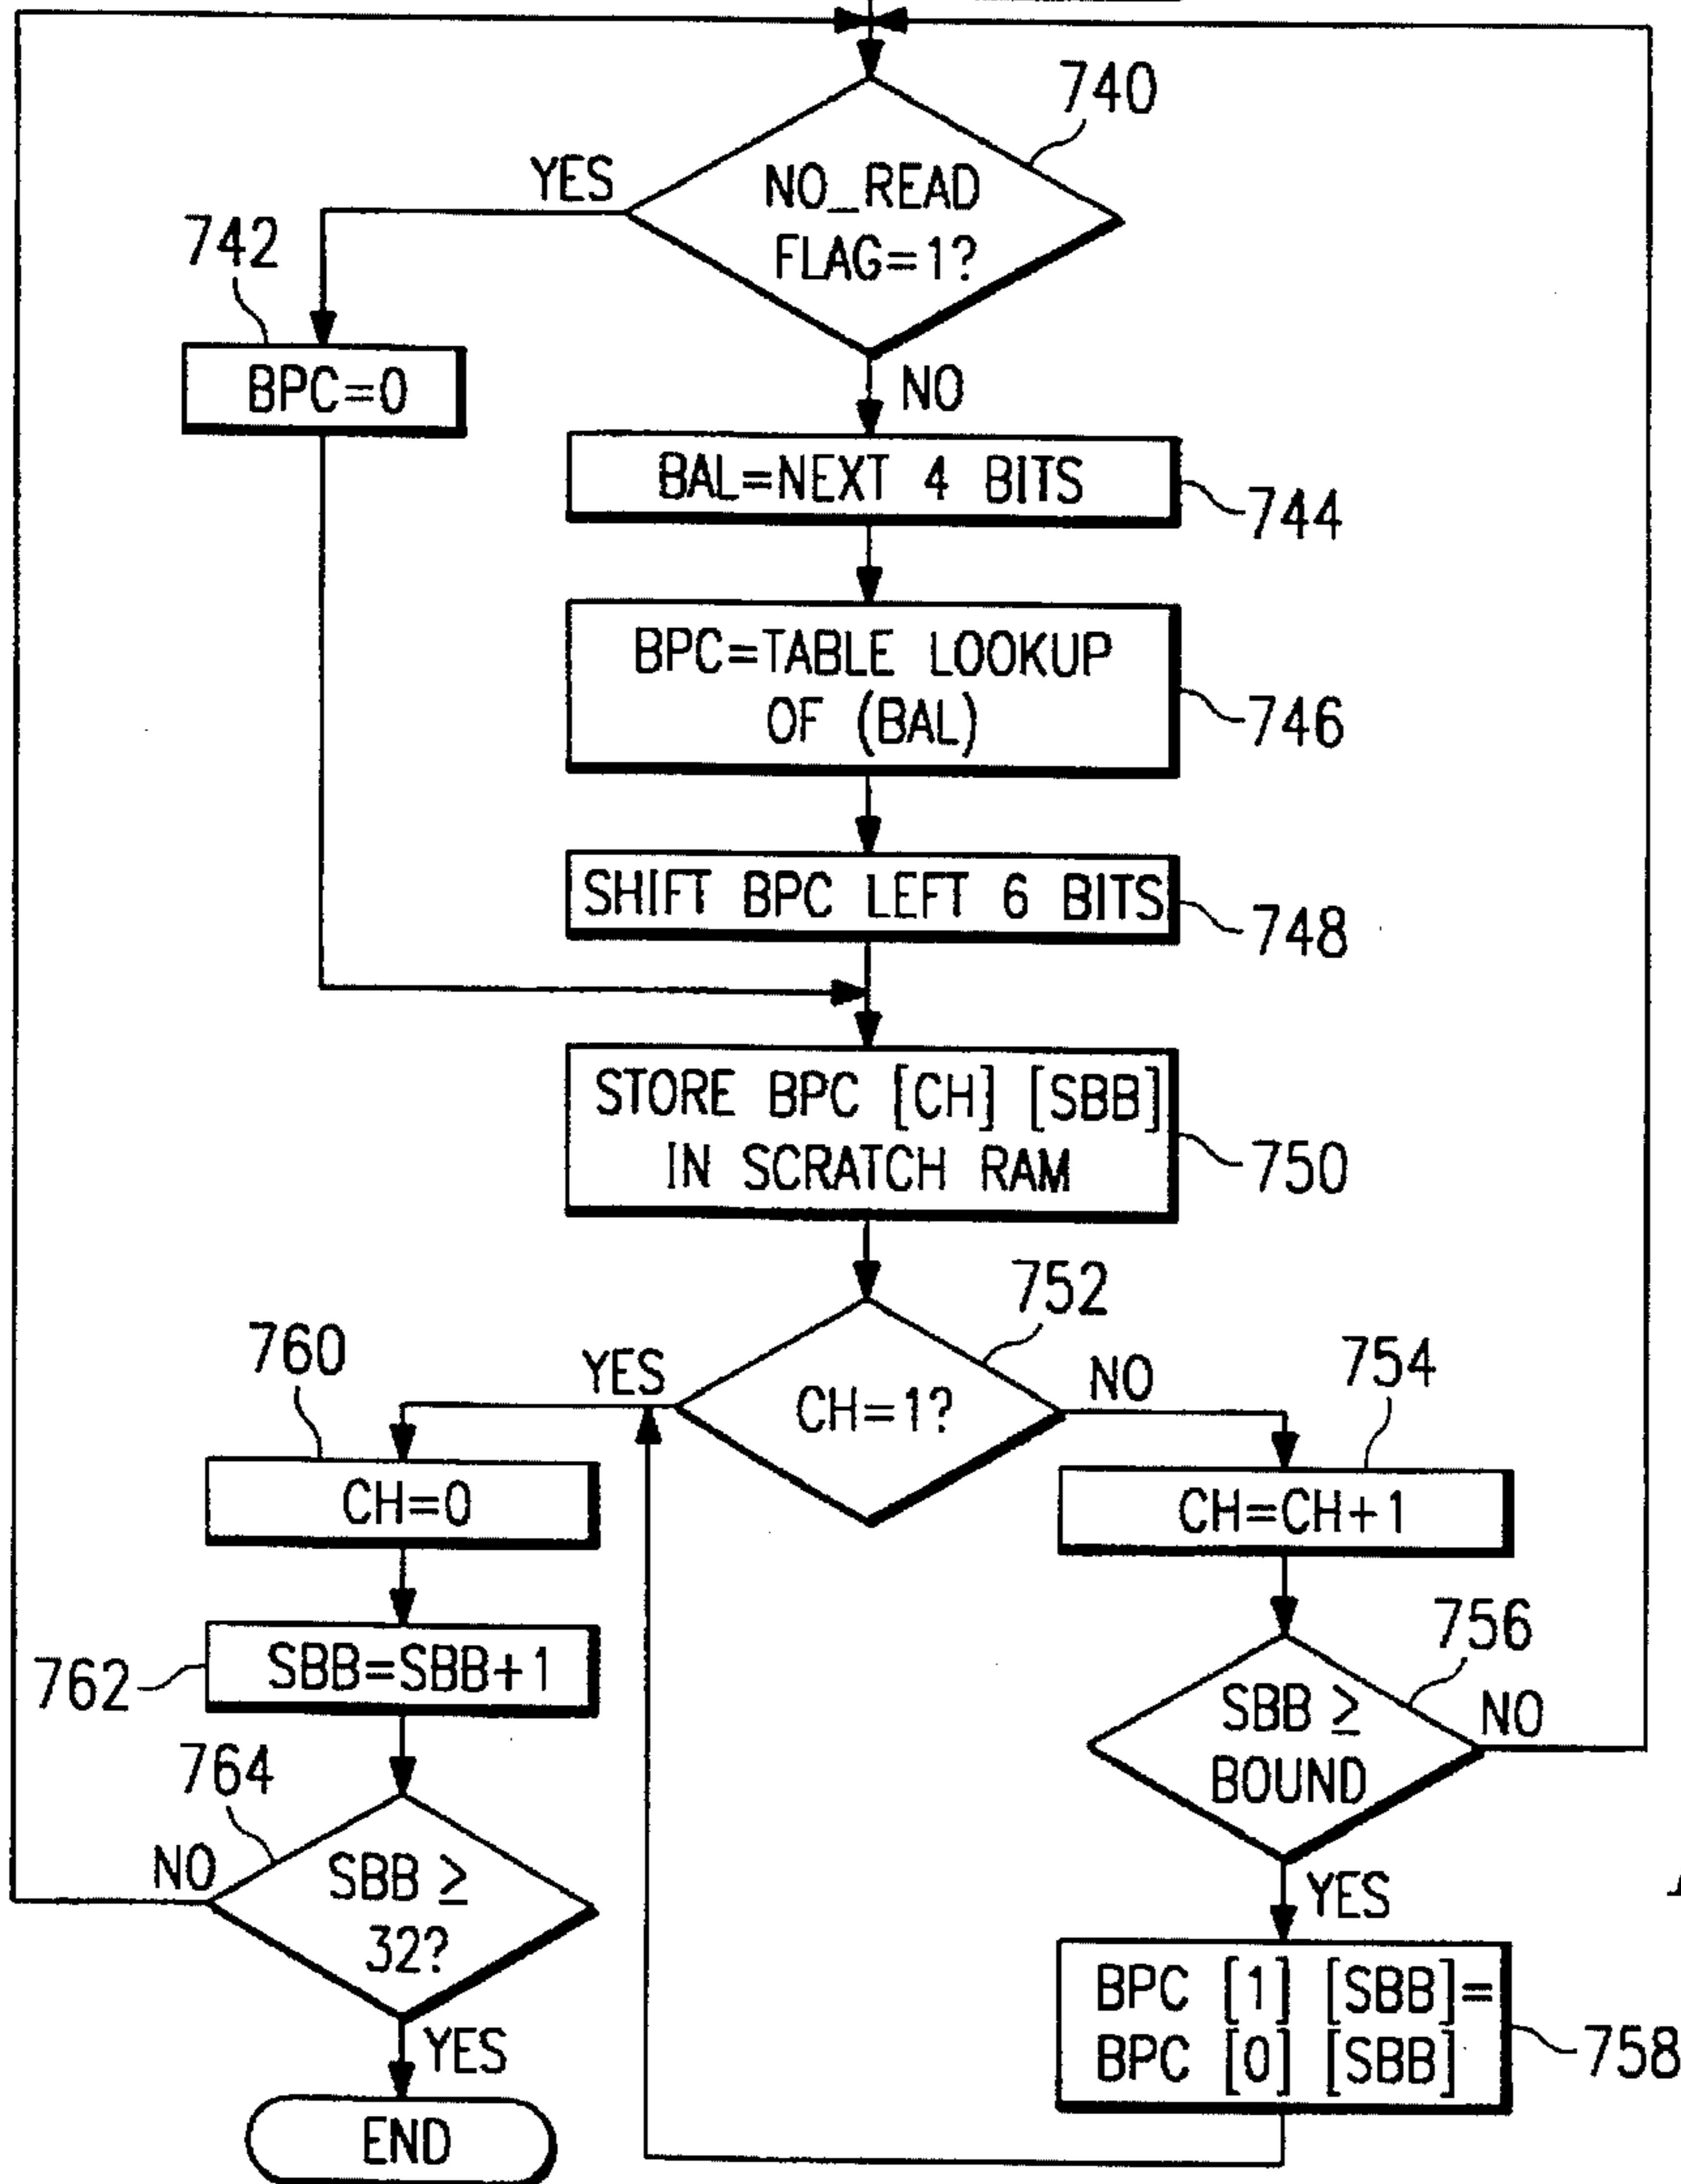 740
YES
NO_READ
FLAG=1?
742
BPC=0
NO
BAL=NEXT 4 BITS
744
BPC=TABLE LOOKUP
OF (BAL)
746
SHIFT BPC LEFT 6 BITS
748
STORE BPC [CH] [SBB]
IN SCRATCH RAM
750
752
760
YES
CH=1?
NO
754
CH=0
CH=CH+1
762
SBB=SBB+1
756
SBB ≥
BOUND
NO
764
NO
SBB ≥
32?
YES
YES
BPC [1] [SBB]=
BPC [0] [SBB]
758
END